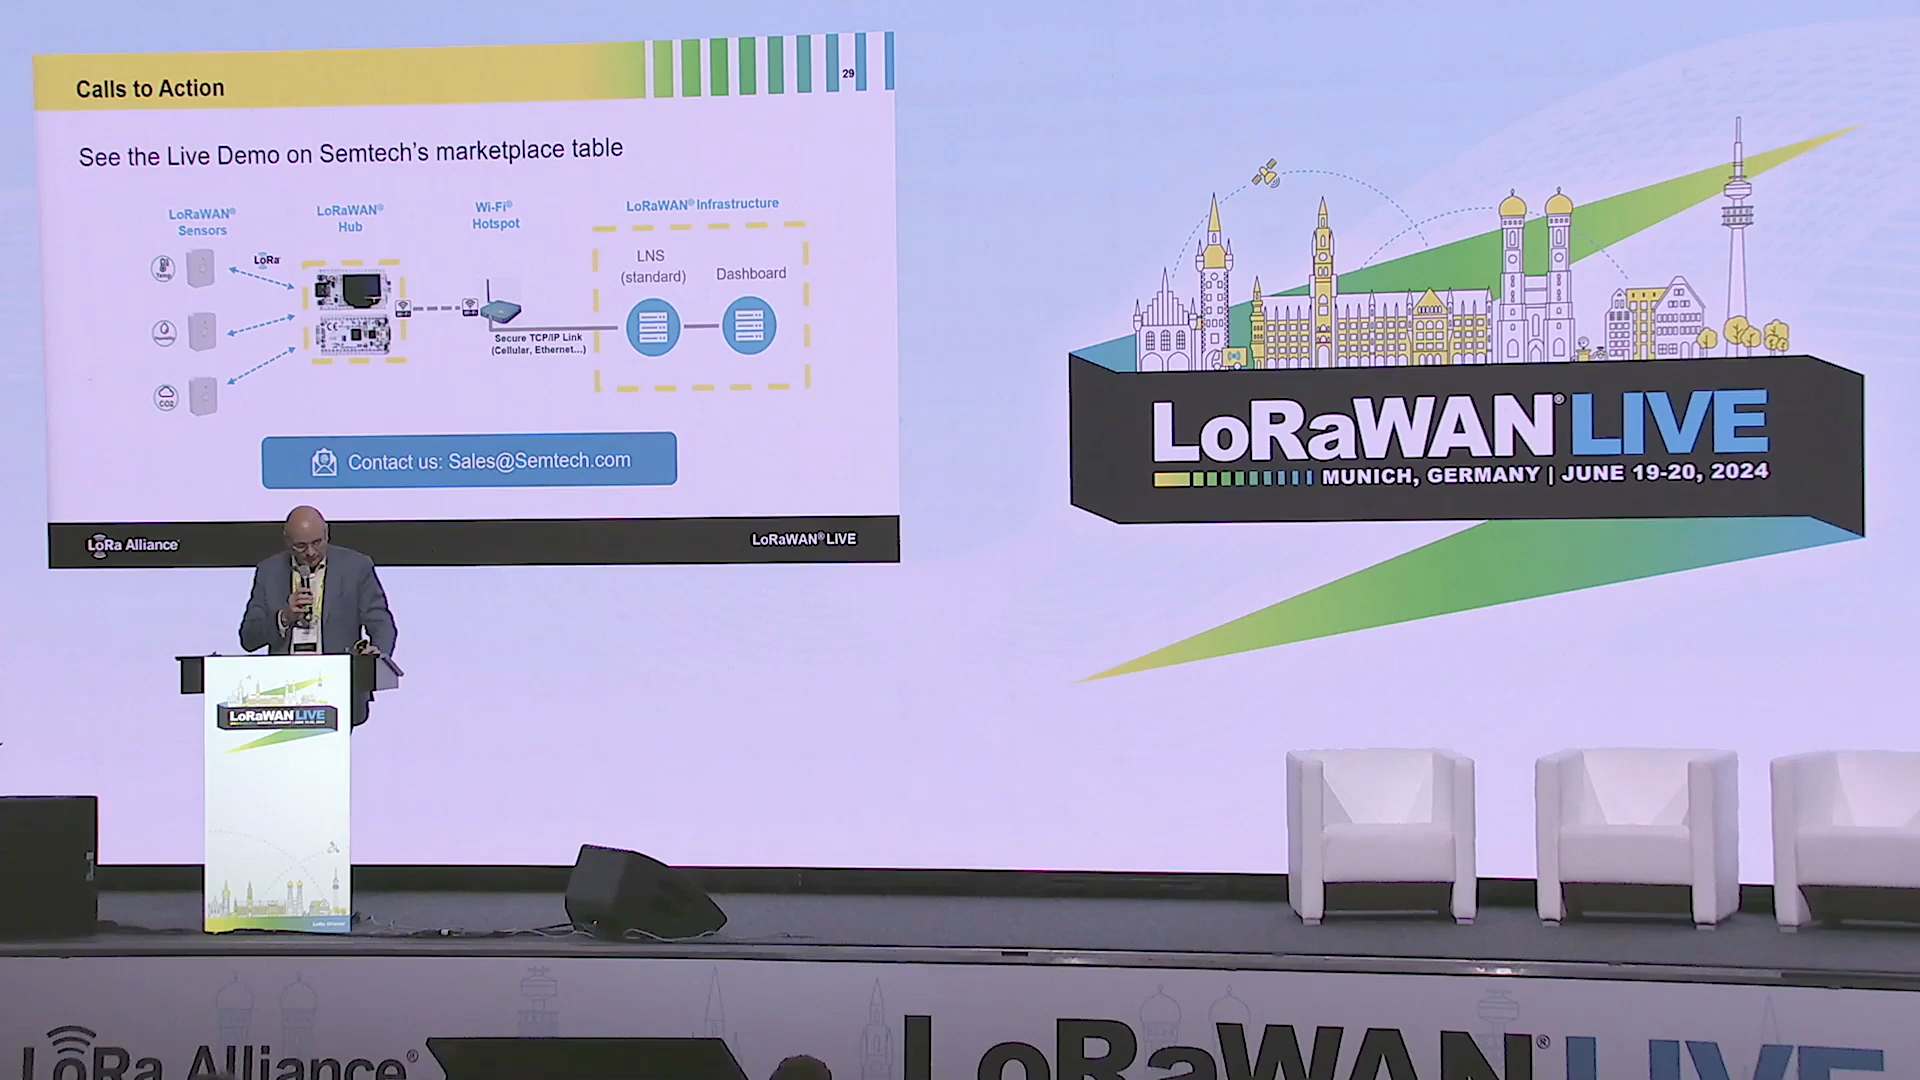 Calls to Action
29
See the Live Demo on Semtech's marketplace table
LoRaWAN®
Sensors
LoRaWAN®
Hub
Wi-Fi®
Hotspot
LoRaWAN® Infrastructure
LoRa
LNS
(standard)
Dashboard
Temp
CO2
Secure TCP/IP Link
(Cellular, Ethernet...)
Contact us: Sales@Semtech.com
LoRa Alliance
LoRaWAN® LIVE
LoRaWAN® LIVE
MUNICH, GERMANY | JUNE 19-20, 2024
LoRaWAN LIVE
LoRa Alliance®
LoRaWAN® LIVE